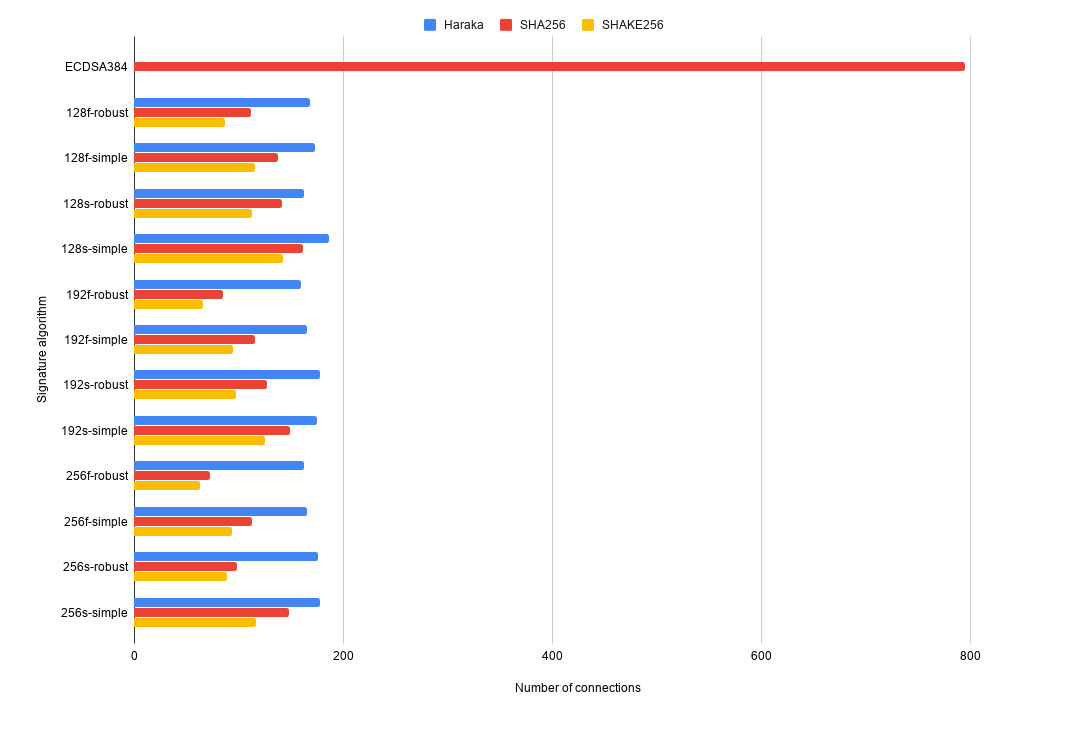 Haraka SHA256 SHAKE256
Signature algorithm
ECDSA384
128f-robust
128f-simple
128s-robust
128s-simple
192f-robust
192f-simple
192s-robust
192s-simple
256f-robust
256f-simple
256s-robust
256s-simple
0 200 400 600 800
Number of connections